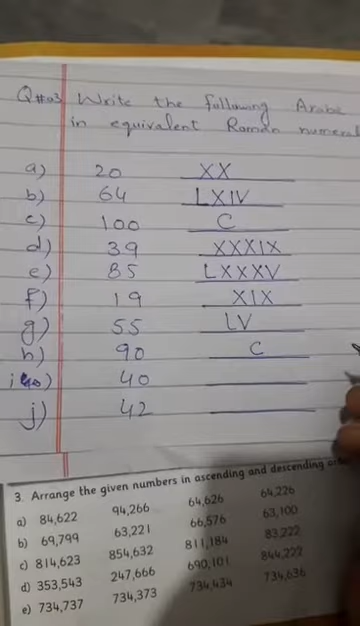 Q#03 Write the following Arabic
in equivalent Roman numeral
a) 20 XX
b) 64 LXIV
c) 100 C
d) 39 XXXIX
e) 85 LXXXV
f) 19 XIX
g) 55 LV
h) 90 C
i) 40
j) 42
3. Arrange the given numbers in ascending and descending
a) 84,622 94,266 64,626 64,226
b) 69,799 63,221 66,576 63,100
c) 814,623 854,632 811,184 83,222
d) 353,543 247,666 690,101 844,222
e) 734,737 734,373 734,434 734,636